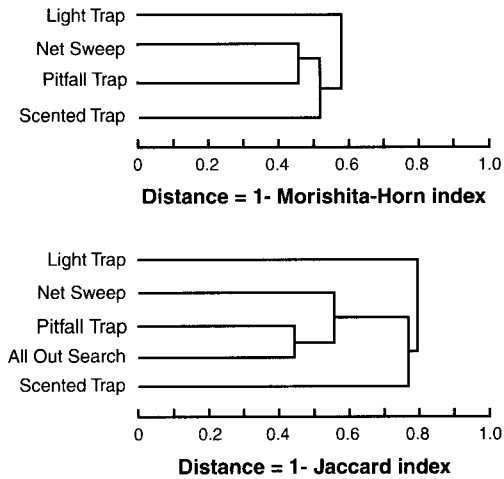 Light Trap
Net Sweep
Pitfall Trap
Scented Trap
0 0.2 0.4 0.6 0.8 1.0
Distance = 1- Morishita-Horn index
Light Trap
Net Sweep
Pitfall Trap
All Out Search
Scented Trap
0 0.2 0.4 0.6 0.8 1.0
Distance = 1- Jaccard index